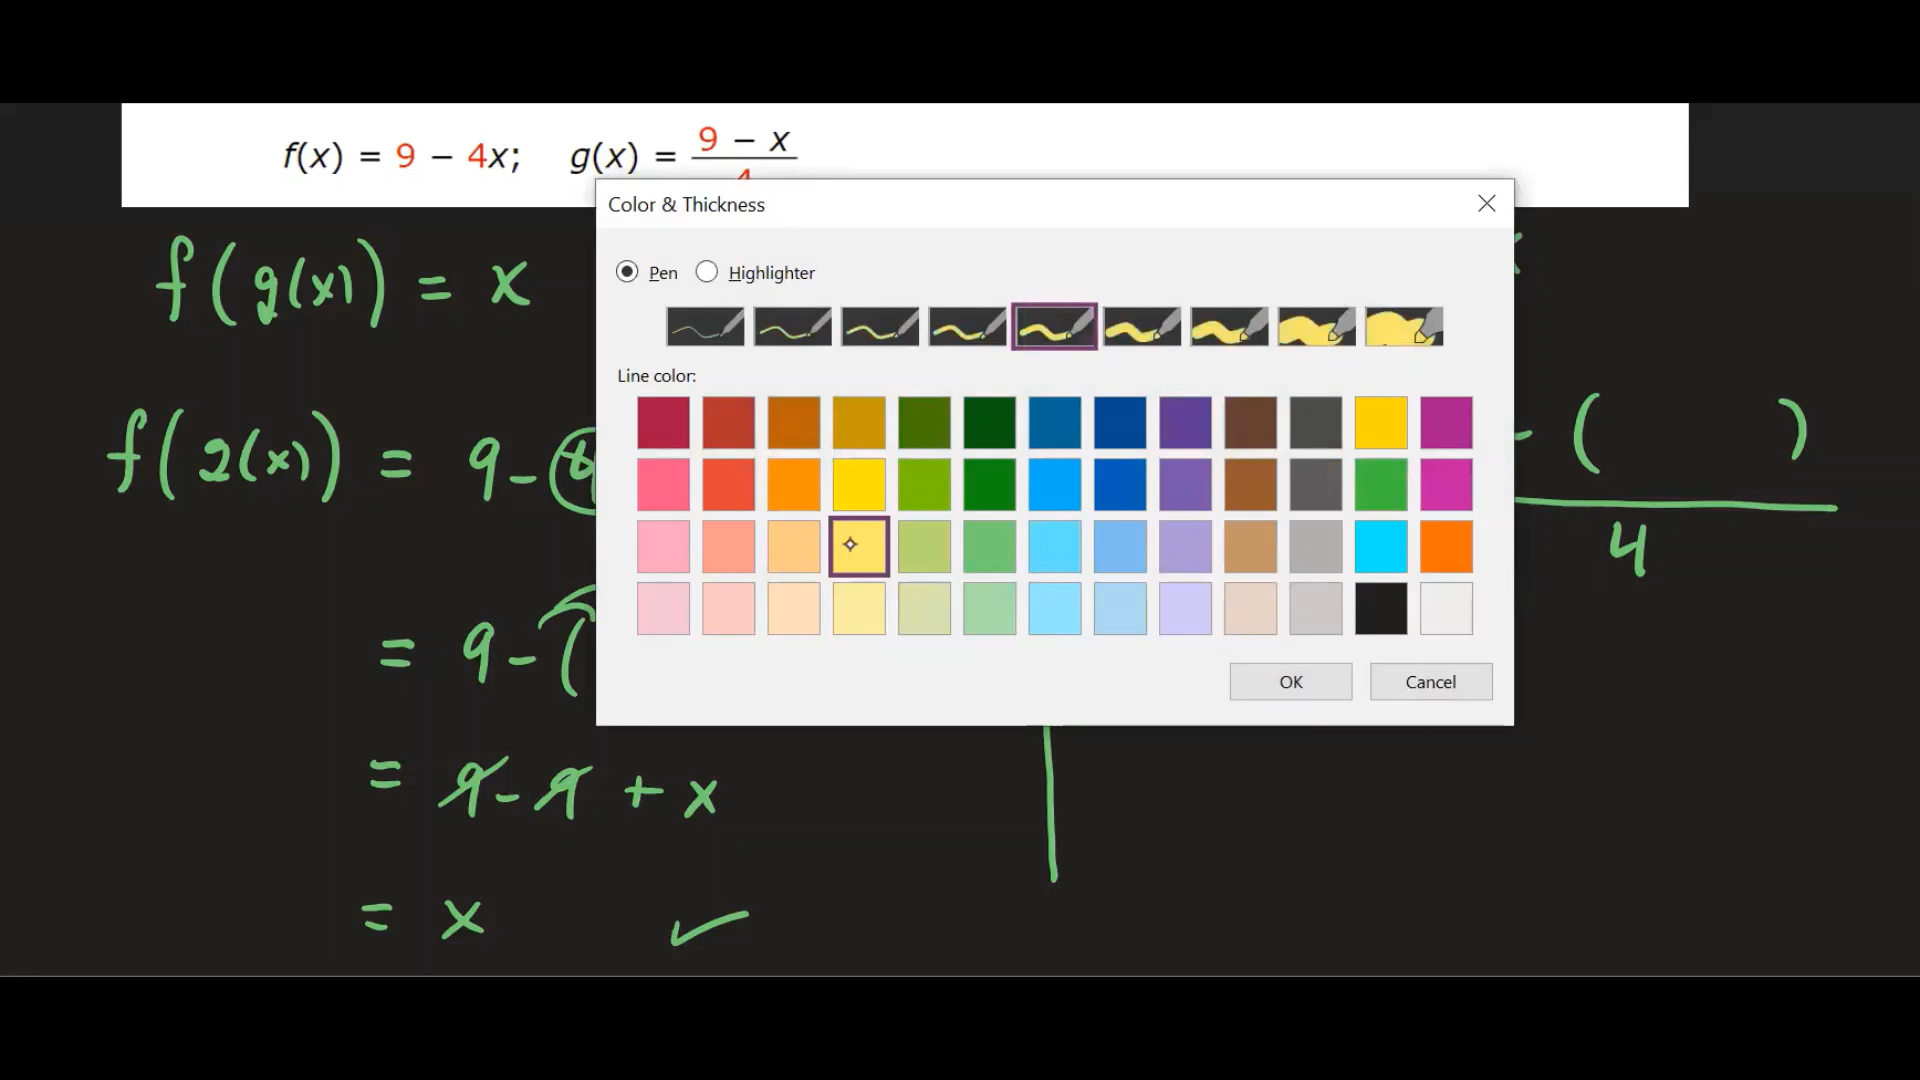 f(x) = 9 − 4x; g(x) = 9 − x
Color & Thickness
Pen Highlighter
Line color:
OK Cancel
f(g(x)) = x
f(g(x)) = 9 -
= 9 - (
= 9 - 9 + x
= x ✓
- ( )
4